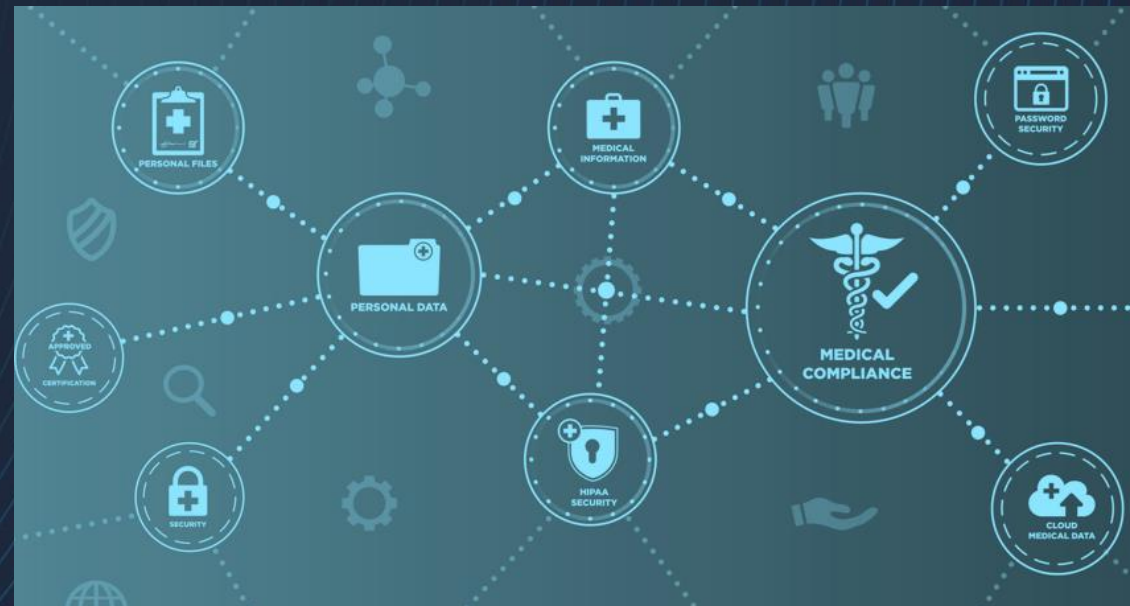 PERSONAL FILES
MEDICAL
INFORMATION
PASSWORD
SECURITY
PERSONAL DATA
APPROVED
CERTIFICATION
MEDICAL
COMPLIANCE
SECURITY
HIPAA
SECURITY
CLOUD
MEDICAL DATA